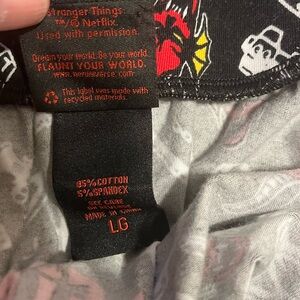 Stranger Things:
™/© Netflix.
Used with permission.
Dream your world. Be your world.
FLAUNT YOUR WORLD.
www.meruniverse.com
This label was made with
recycled materials.
95% COTTON
5% SPANDEX
SEE CARE
ON REVERSE
MADE IN CHINA
LG